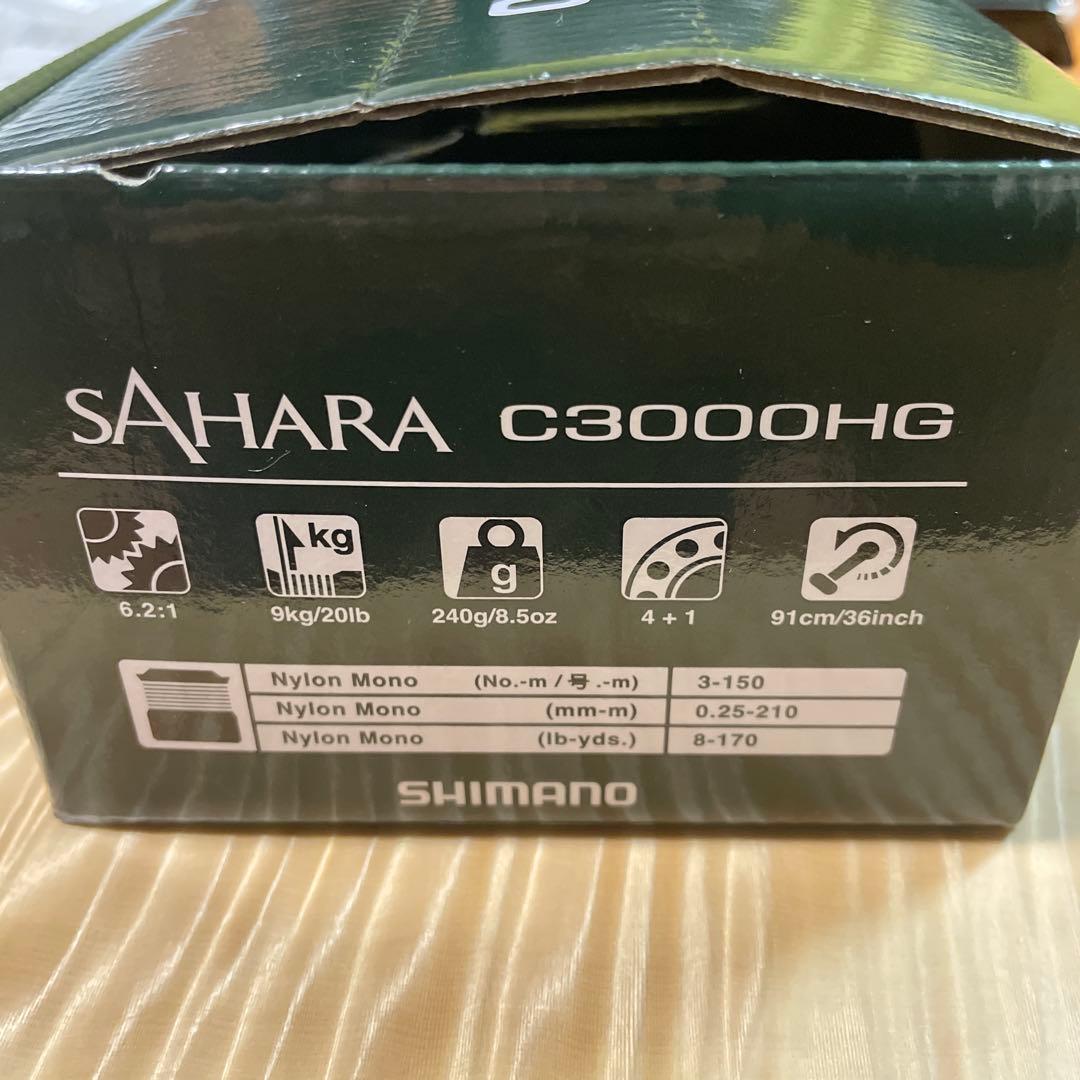 SAHARA C3000HG
kg g
6.2:1 9kg/20lb 240g/8.5oz 4+1 91cm/36inch
Nylon Mono (No.-m/号.-m) 3-150
Nylon Mono (mm-m) 0.25-210
Nylon Mono (lb-yds.) 8-170
SHIMANO